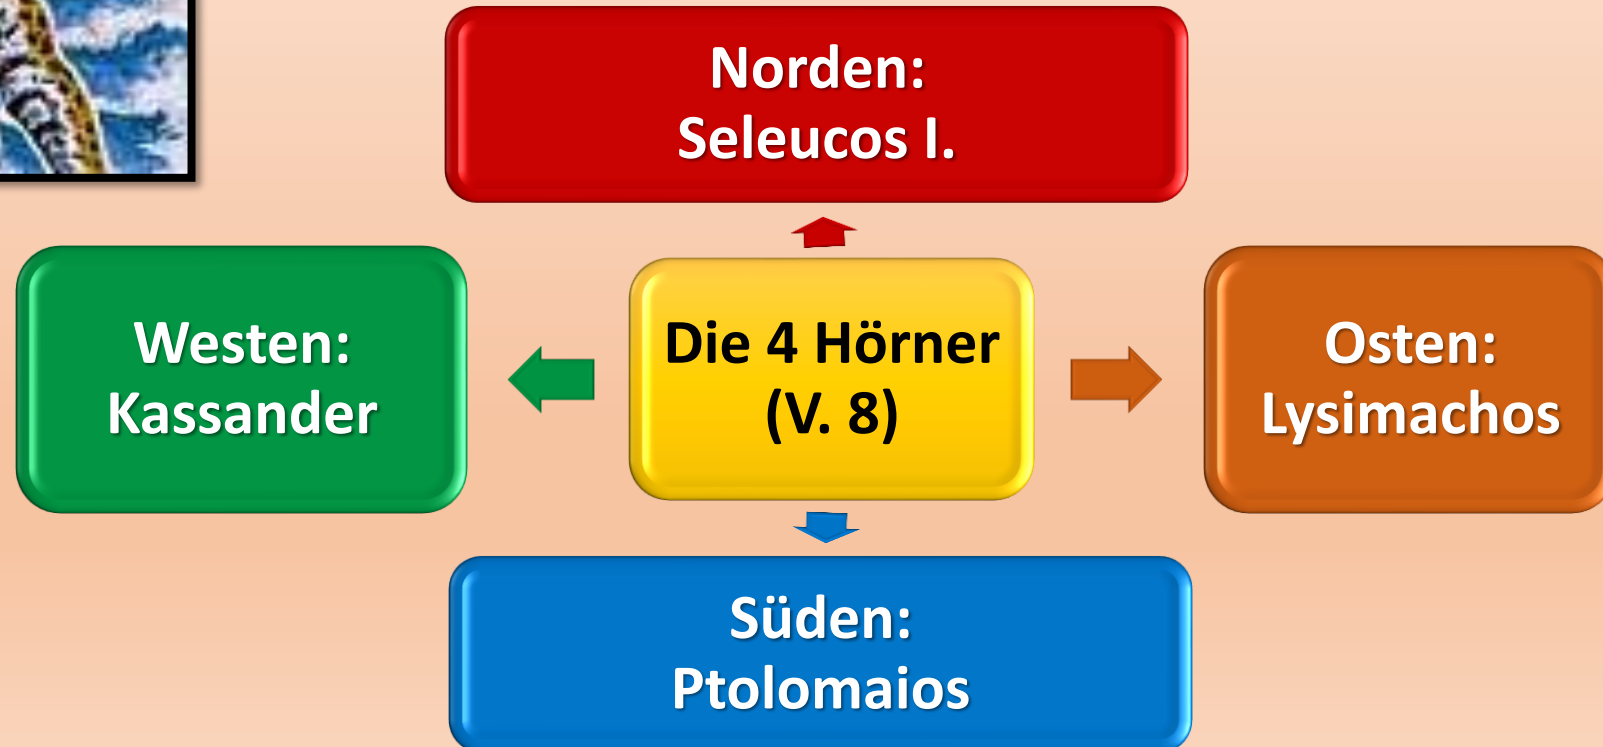 Norden:
Seleucos I.
Westen:
Kassander
Die 4 Hörner
(V. 8)
Osten:
Lysimachos
Süden:
Ptolomaios